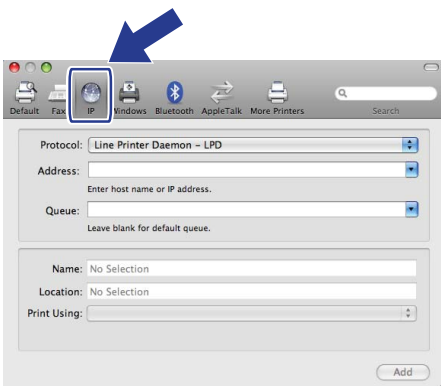 Default Fax IP Windows Bluetooth AppleTalk More Printers Search
Protocol: Line Printer Daemon – LPD
Address:
Enter host name or IP address.
Queue:
Leave blank for default queue.
Name: No Selection
Location: No Selection
Print Using:
Add